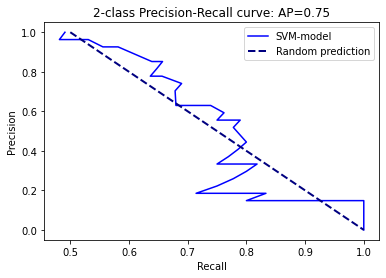 2-class Precision-Recall curve: AP=0.75
SVM-model
Random prediction
Precision
1.0
0.8
0.6
0.4
0.2
0.0
0.5
0.6
0.7
0.8
0.9
1.0
Recall